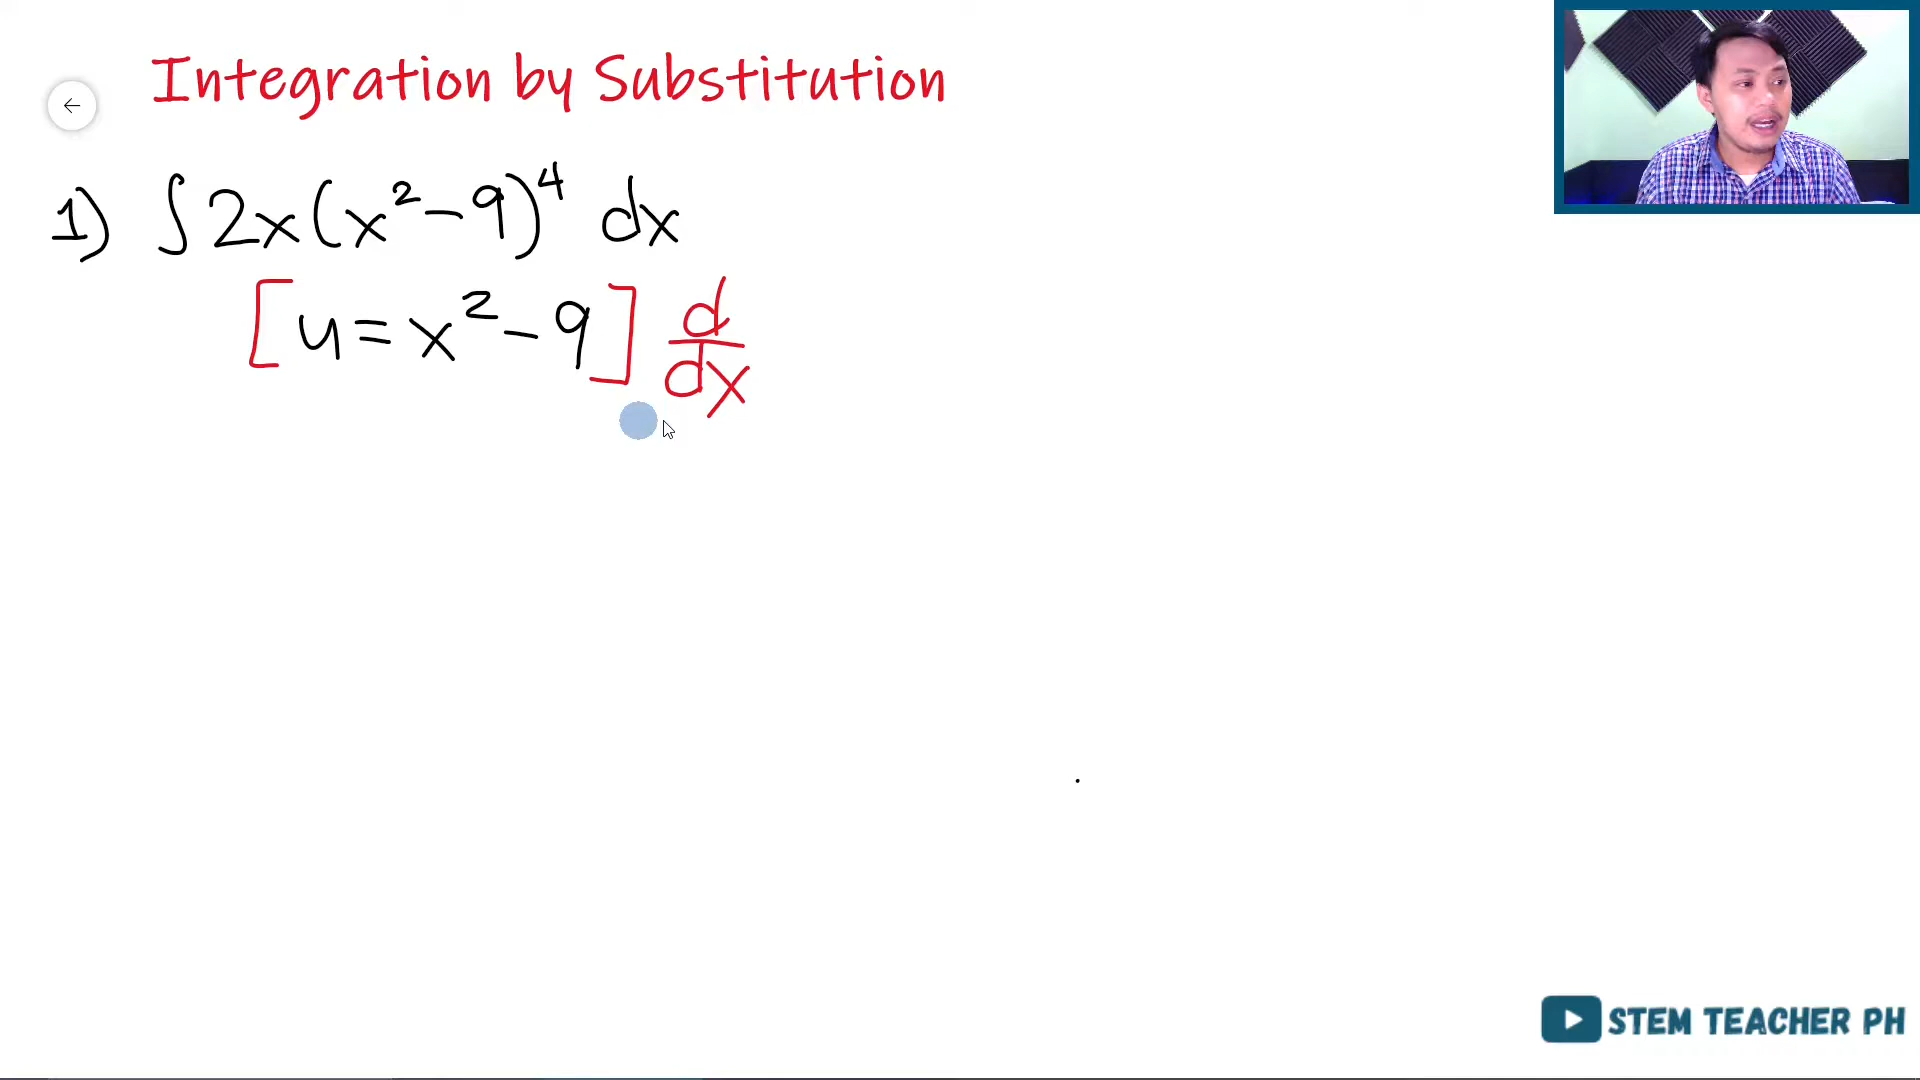 Integration by Substitution
1) ∫ 2x(x²-9)⁴ dx
[u = x²-9] d/dx
STEM TEACHER PH